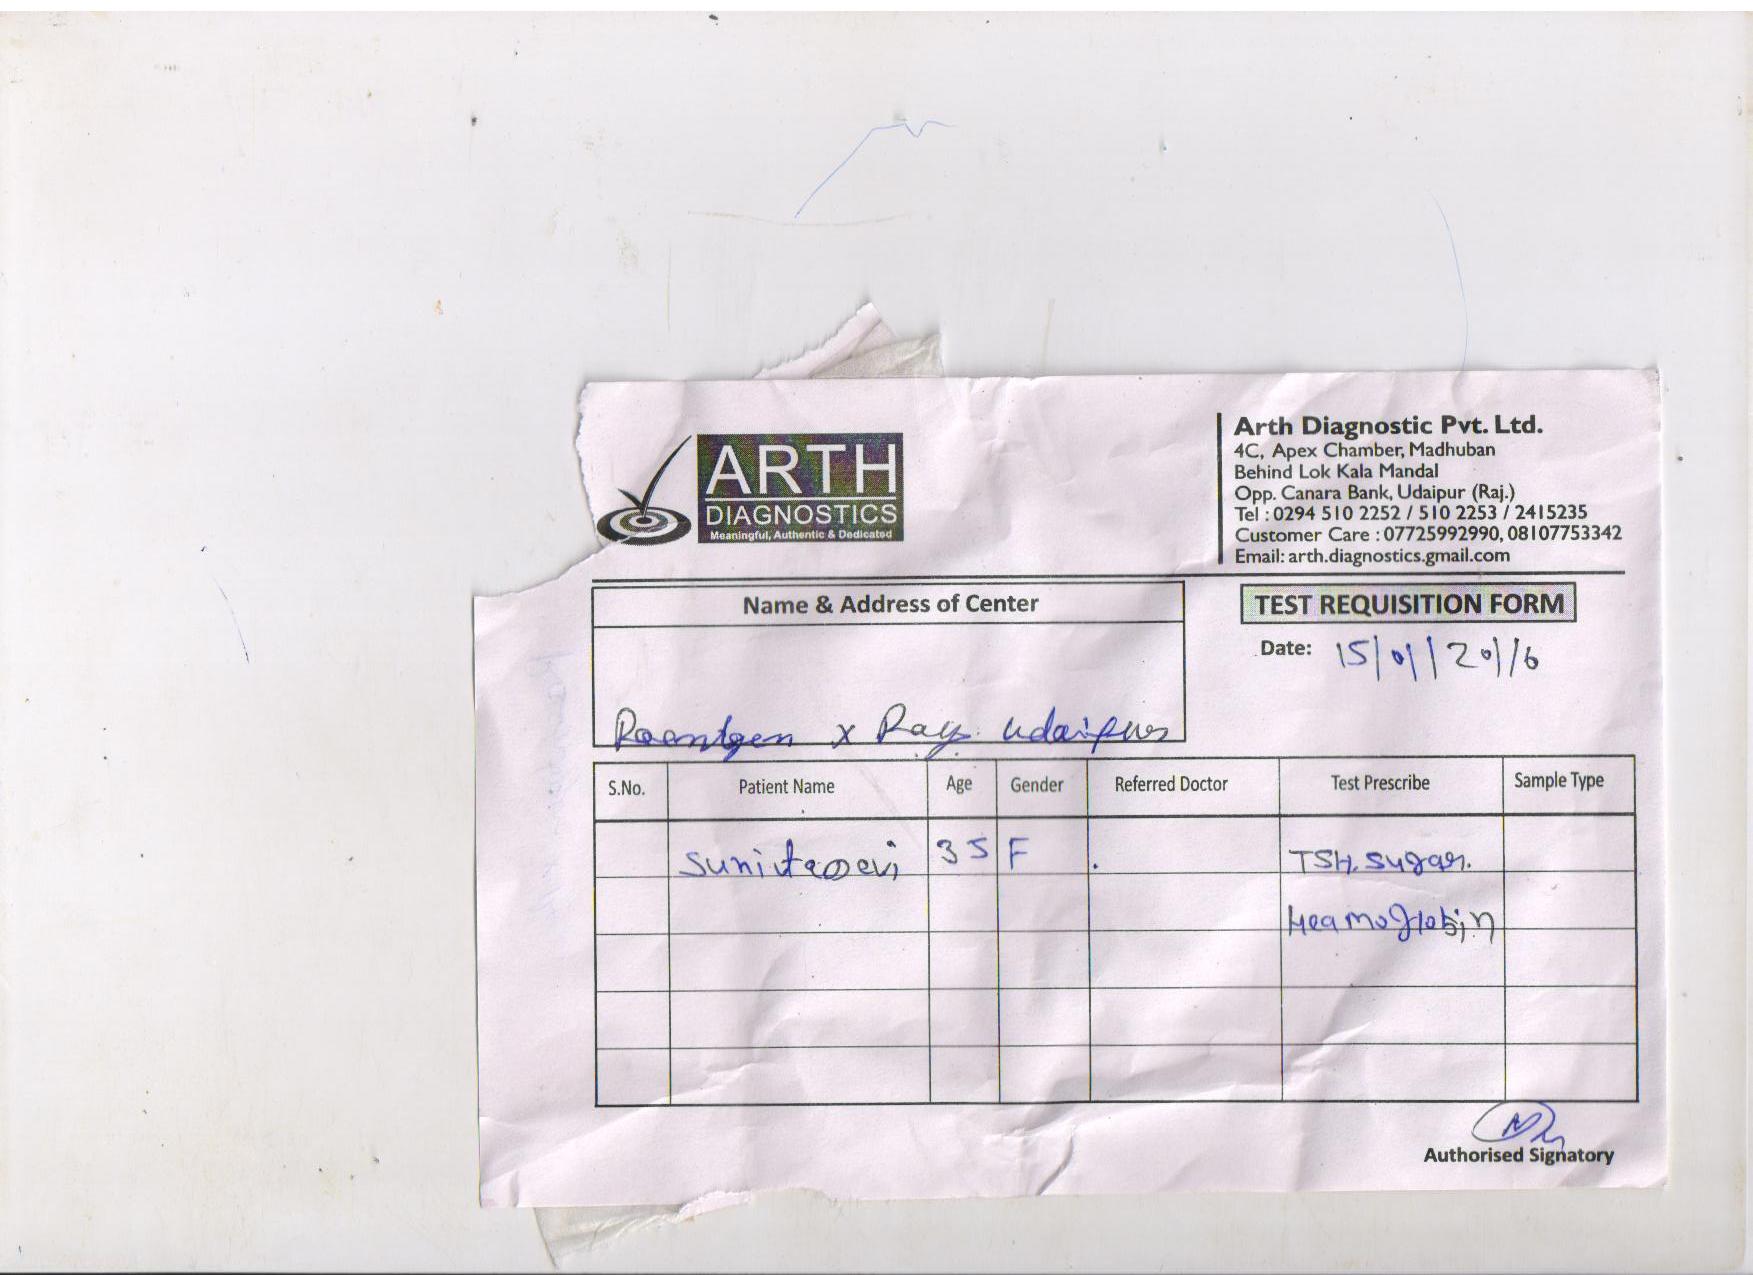 ARTH
DIAGNOSTICS
Meaningful, Authentic & Dedicated
Arth Diagnostic Pvt. Ltd.
4C, Apex Chamber, Madhuban
Behind Lok Kala Mandal
Opp. Canara Bank, Udaipur (Raj.)
Tel : 0294 510 2252 / 510 2253 / 2415235
Customer Care : 07725992990, 08107753342
Email: arth.diagnostics.gmail.com
Name & Address of Center
TEST REQUISITION FORM
Date: 15/01/2016
Roentgen x Ray Udaipur
S.No. Patient Name Age Gender Referred Doctor Test Prescribe Sample Type
Sunita Devi 35 F TSH, Sugar.
Heamoglobin
Authorised Signatory